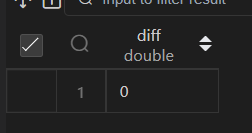 Input to filter result
diff
double
1 0